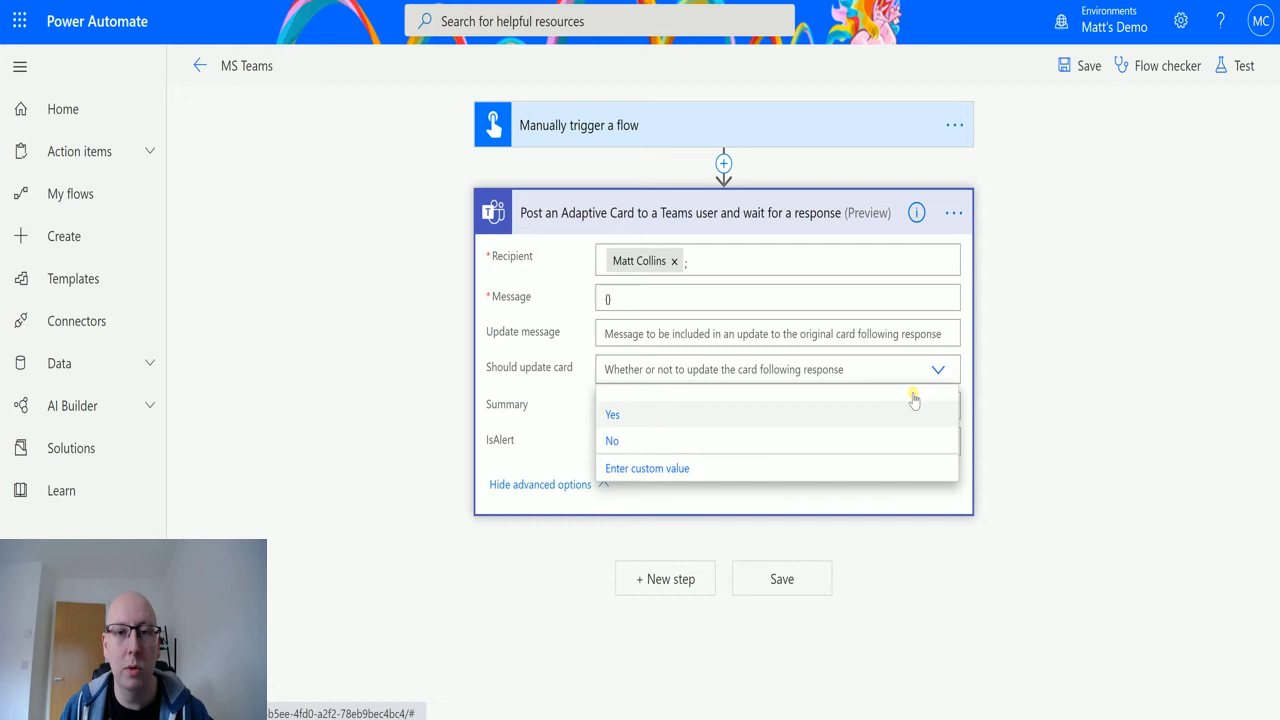 Power Automate
Search for helpful resources
Environments
Matt's Demo
?
MC
MS Teams
Save
Flow checker
Test
Home
Action items
My flows
Create
Templates
Connectors
Data
AI Builder
Solutions
Learn
Manually trigger a flow
...
Post an Adaptive Card to a Teams user and wait for a response (Preview)
...
* Recipient
Matt Collins x ;
* Message
{}
Update message
Message to be included in an update to the original card following response
Should update card
Whether or not to update the card following response
Summary
Yes
IsAlert
No
Enter custom value
Hide advanced options
+ New step
Save
b5ee-4fd0-a2f2-78eb9bec4bc4/#